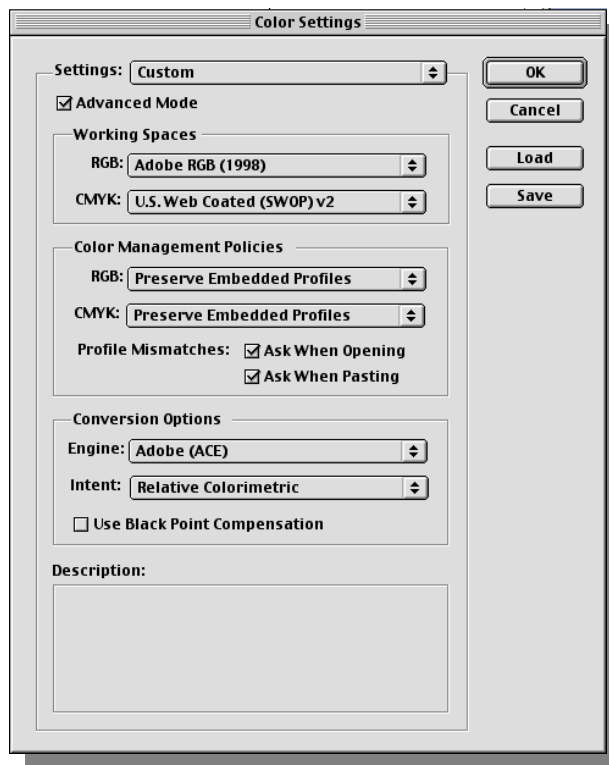 Color Settings
Settings: Custom
OK
Advanced Mode
Cancel
Working Spaces
RGB: Adobe RGB (1998)
Load
CMYK: U.S. Web Coated (SWOP) v2
Save
Color Management Policies
RGB: Preserve Embedded Profiles
CMYK: Preserve Embedded Profiles
Profile Mismatches: Ask When Opening
Ask When Pasting
Conversion Options
Engine: Adobe (ACE)
Intent: Relative Colorimetric
Use Black Point Compensation
Description: